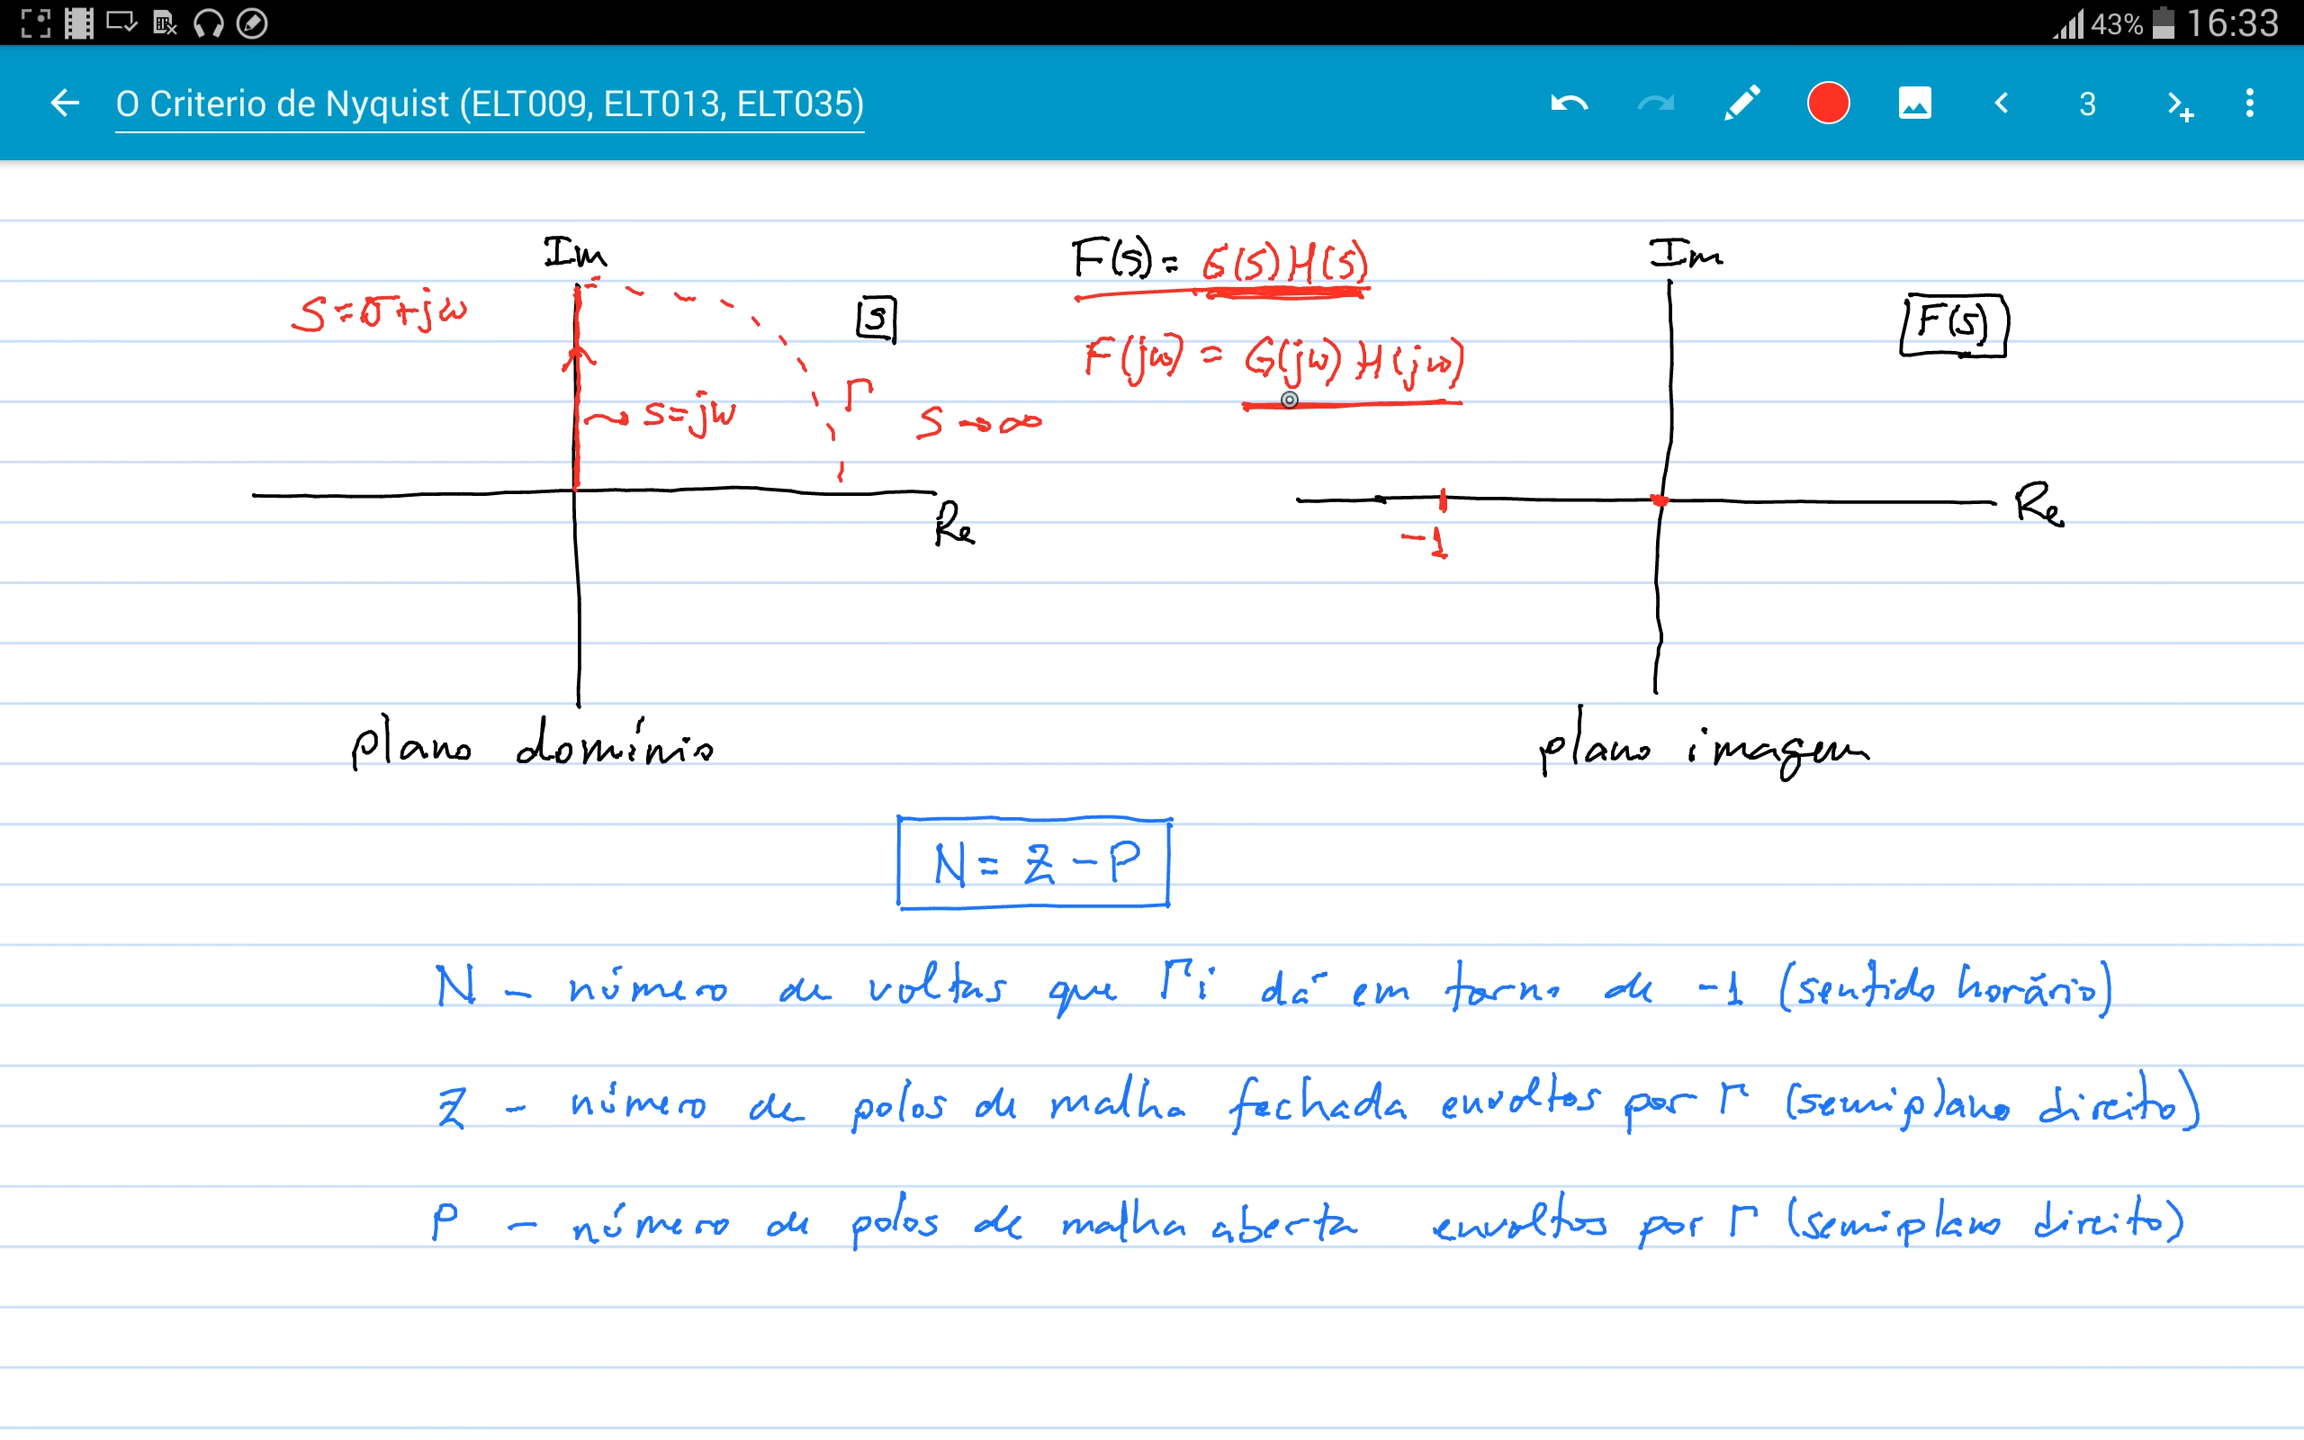 43% 16:33
O Criterio de Nyquist (ELT009, ELT013, ELT035) 3
Im
S=σ+jω
S
s=jω
Γ
S→∞
Re
plano domínio
F(s)= G(s)H(s)
F(jω) = G(jω) H(jω)
Im
F(s)
Re
-1
plano imagem
N = Z - P
N - número de voltas que Γi dá em torno de -1 (sentido horário)
Z - número de polos de malha fechada envoltos por Γ (semiplano direito)
P - número de polos de malha aberta envoltos por Γ (semiplano direito)